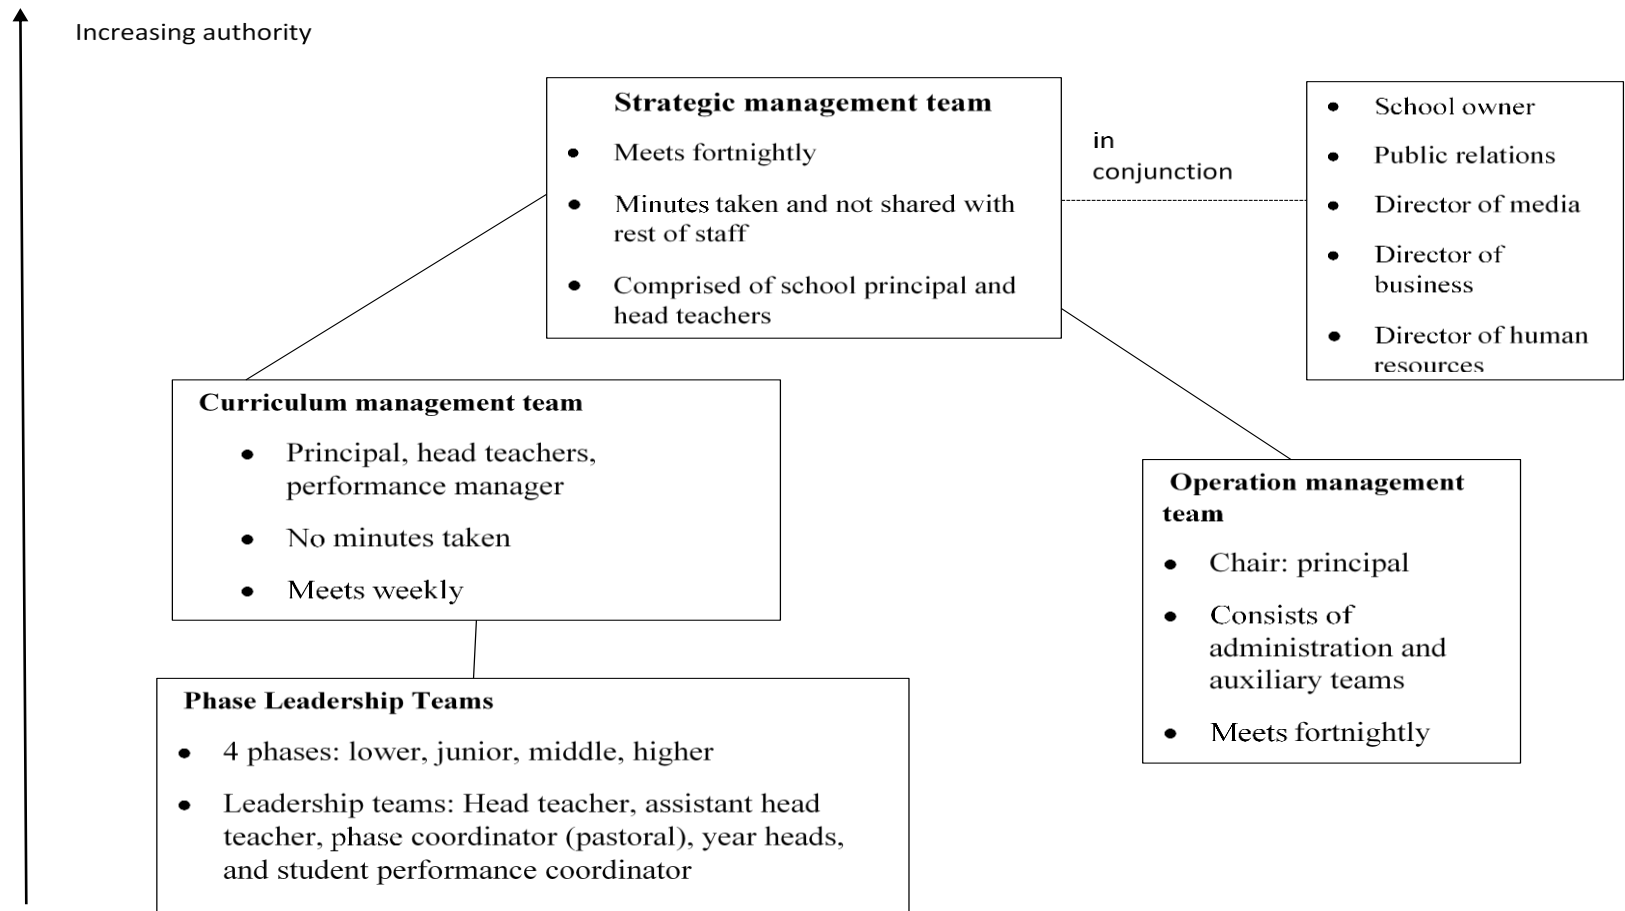 Increasing authority
Strategic management team
• Meets fortnightly
• Minutes taken and not shared with
rest of staff
• Comprised of school principal and
head teachers
in
conjunction
• School owner
• Public relations
• Director of media
• Director of
business
• Director of human
resources
Curriculum management team
• Principal, head teachers,
performance manager
• No minutes taken
• Meets weekly
Operation management
team
• Chair: principal
• Consists of
administration and
auxiliary teams
• Meets fortnightly
Phase Leadership Teams
• 4 phases: lower, junior, middle, higher
• Leadership teams: Head teacher, assistant head
teacher, phase coordinator (pastoral), year heads,
and student performance coordinator